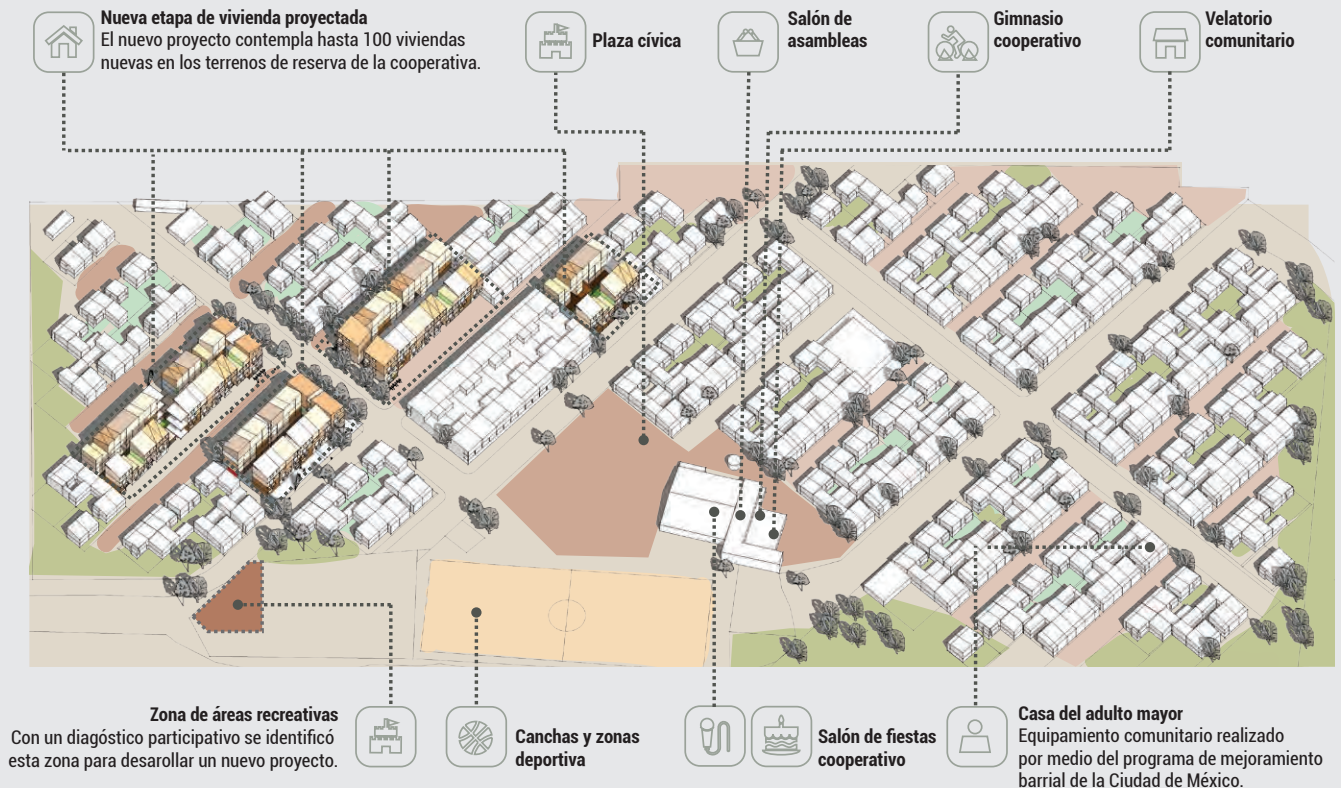 Nueva etapa de vivienda proyectada
El nuevo proyecto contempla hasta 100 viviendas
nuevas en los terrenos de reserva de la cooperativa.
Plaza cívica
Salón de
asambleas
Gimnasio
cooperativo
Velatorio
comunitario
Zona de áreas recreativas
Con un diagóstico participativo se identificó
esta zona para desarollar un nuevo proyecto.
Canchas y zonas
deportiva
Salón de fiestas
cooperativo
Casa del adulto mayor
Equipamiento comunitario realizado
por medio del programa de mejoramiento
barrial de la Ciudad de México.